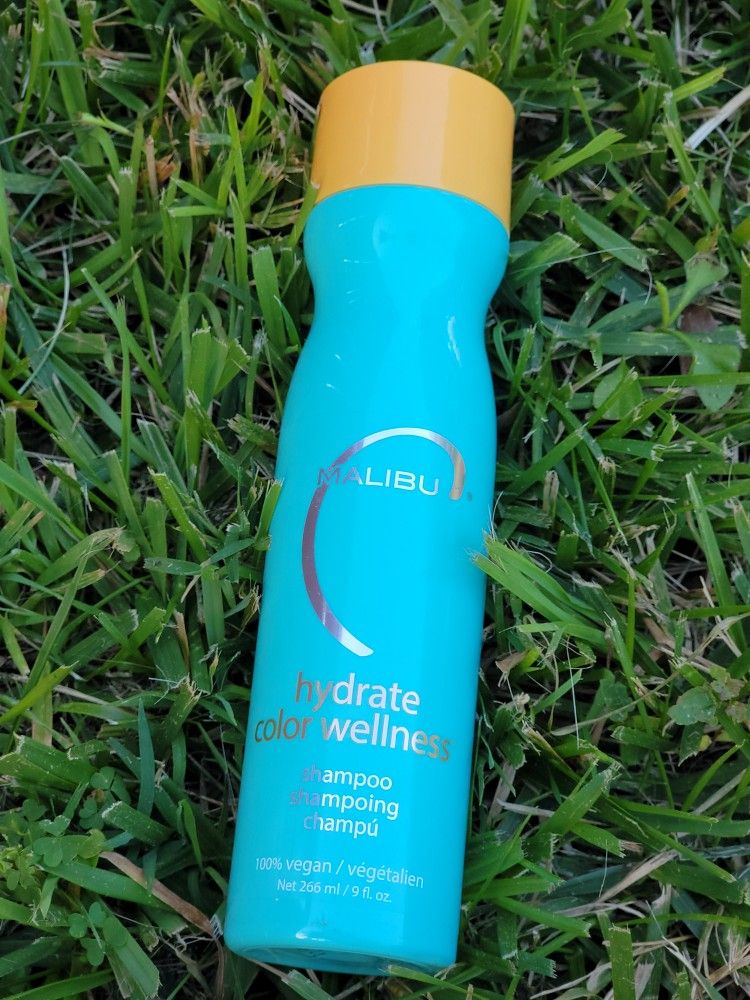 MALIBU®
hydrate
color wellness
shampoo
shampoing
champú
100% vegan / végétalien
Net 266 ml / 9 fl. oz.